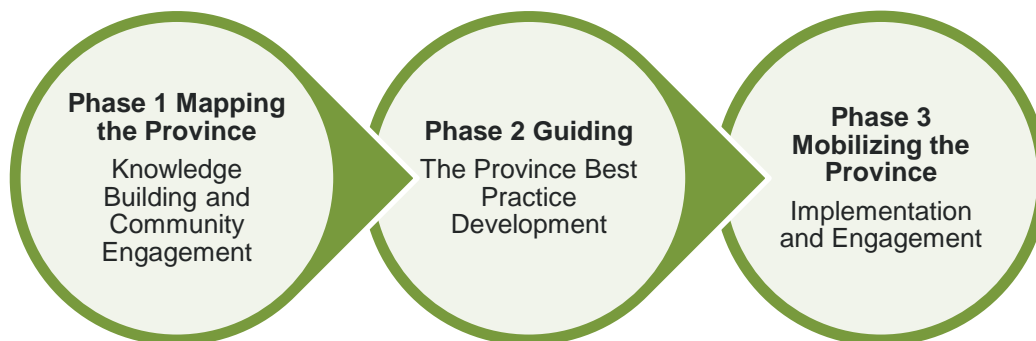 Phase 1 Mapping
the Province
Knowledge
Building and
Community
Engagement
Phase 2 Guiding
The Province Best
Practice
Development
Phase 3
Mobilizing the
Province
Implementation
and Engagement